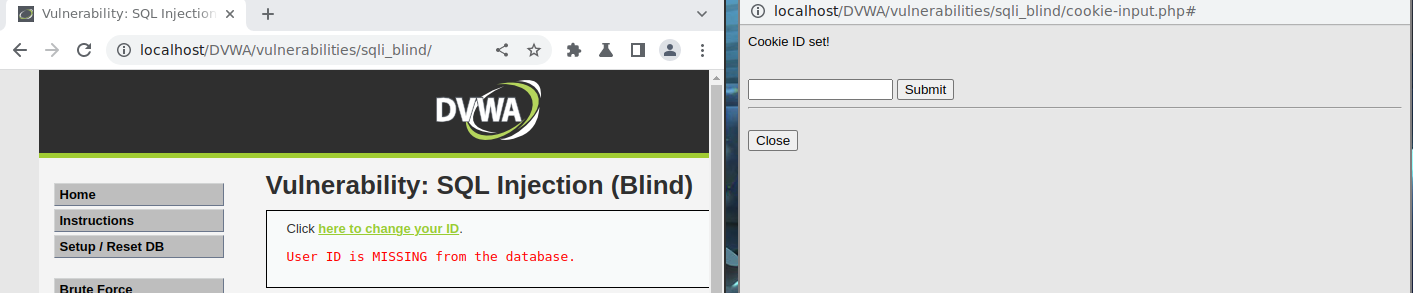 Vulnerability: SQL Injection
localhost/DVWA/vulnerabilities/sqli_blind/
DVWA
Home
Instructions
Setup / Reset DB
Brute Force
Vulnerability: SQL Injection (Blind)
Click here to change your ID.
User ID is MISSING from the database.
localhost/DVWA/vulnerabilities/sqli_blind/cookie-input.php#
Cookie ID set!
Submit
Close